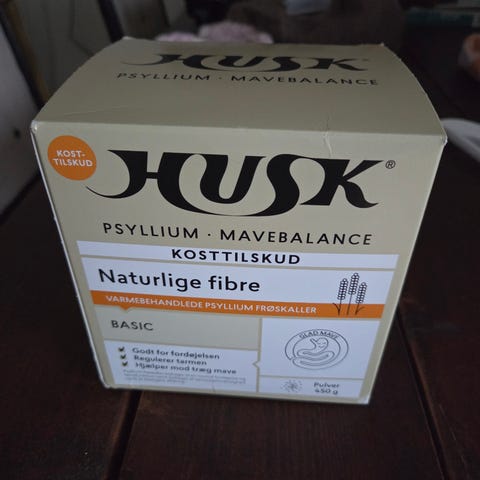 HUSK
PSYLLIUM · MAVEBALANCE
KOST-
TILSKUD
HUSK®
PSYLLIUM · MAVEBALANCE
KOSTTILSKUD
Naturlige fibre
VARMEBEHANDLEDE PSYLLIUM FRØSKALLER
BASIC
Godt for fordøjelsen
Regulerer tarmen
Hjælper mod træg mave
GLAD MAVE
Pulver
450 g